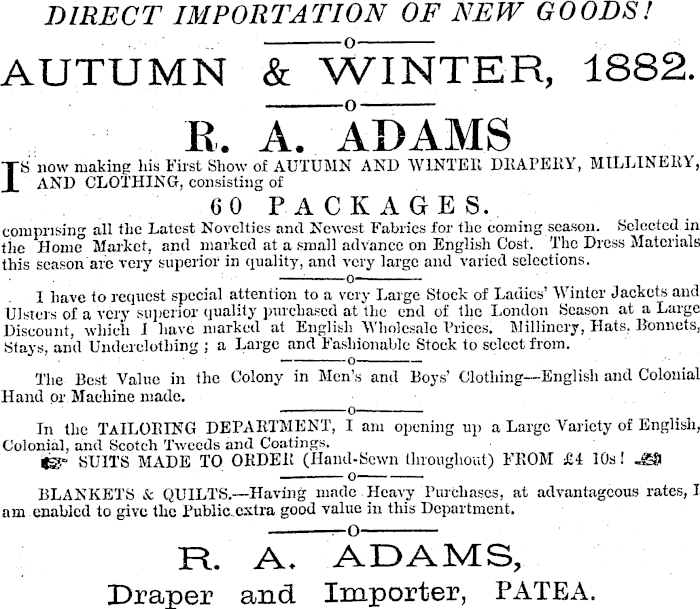 DIRECT IMPORTATION OF NEW GOODS!
AUTUMN & WINTER, 1882.
R. A. ADAMS
IS now making his First Show of AUTUMN AND WINTER DRAPERY, MILLINERY,
AND CLOTHING, consisting of
60 PACKAGES.
comprising all the Latest Novelties and Newest Fabrics for the coming season. Selected in
the Home Market, and marked at a small advance on English Cost. The Dress Materials
this season are very superior in quality, and very large and varied selections.
I have to request special attention to a very Large Stock of Ladies' Winter Jackets and
Ulsters of a very superior quality purchased at the end of the London Season at a Large
Discount, which I have marked at English Wholesale Prices. Millinery, Hats, Bonnets,
Stays, and Underclothing ; a Large and Fashionable Stock to select from.
The Best Value in the Colony in Men's and Boys' Clothing—English and Colonial
Hand or Machine made.
In the TAILORING DEPARTMENT, I am opening up a Large Variety of English,
Colonial, and Scotch Tweeds and Coatings.
☞ SUITS MADE TO ORDER (Hand-Sewn throughout) FROM £4 10s! ☜
BLANKETS & QUILTS.—Having made Heavy Purchases, at advantageous rates, I
am enabled to give the Public extra good value in this Department.
R. A. ADAMS,
Draper and Importer, PATEA.